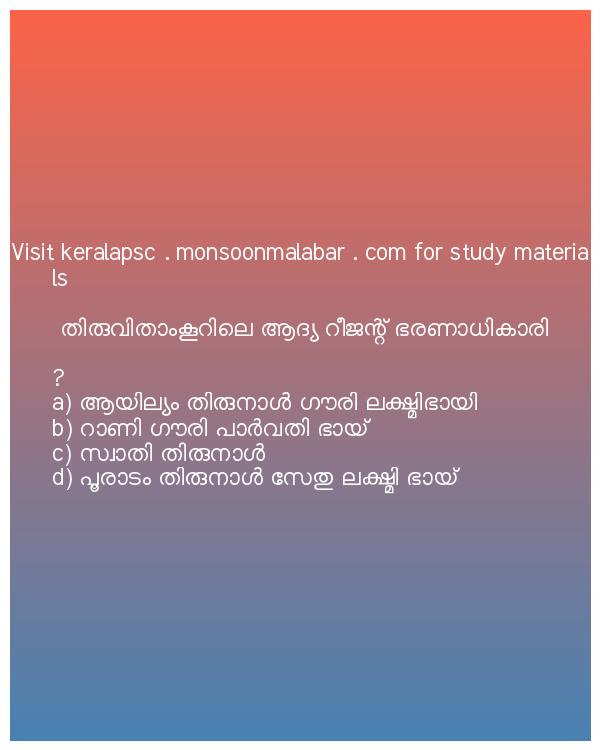 Visit keralapsc . monsoonmalabar . com for study materia
ls
തിരുവിതാംകൂറിലെ ആദ്യ റീജന്റ് ഭരണാധികാരി
?
a) ആയില്യം തിരുനാൾ ഗൗരി ലക്ഷ്മിഭായി
b) റാണി ഗൗരി പാർവതി ഭായ്
c) സ്വാതി തിരുനാൾ
d) പൂരാടം തിരുനാൾ സേതു ലക്ഷ്മി ഭായ്